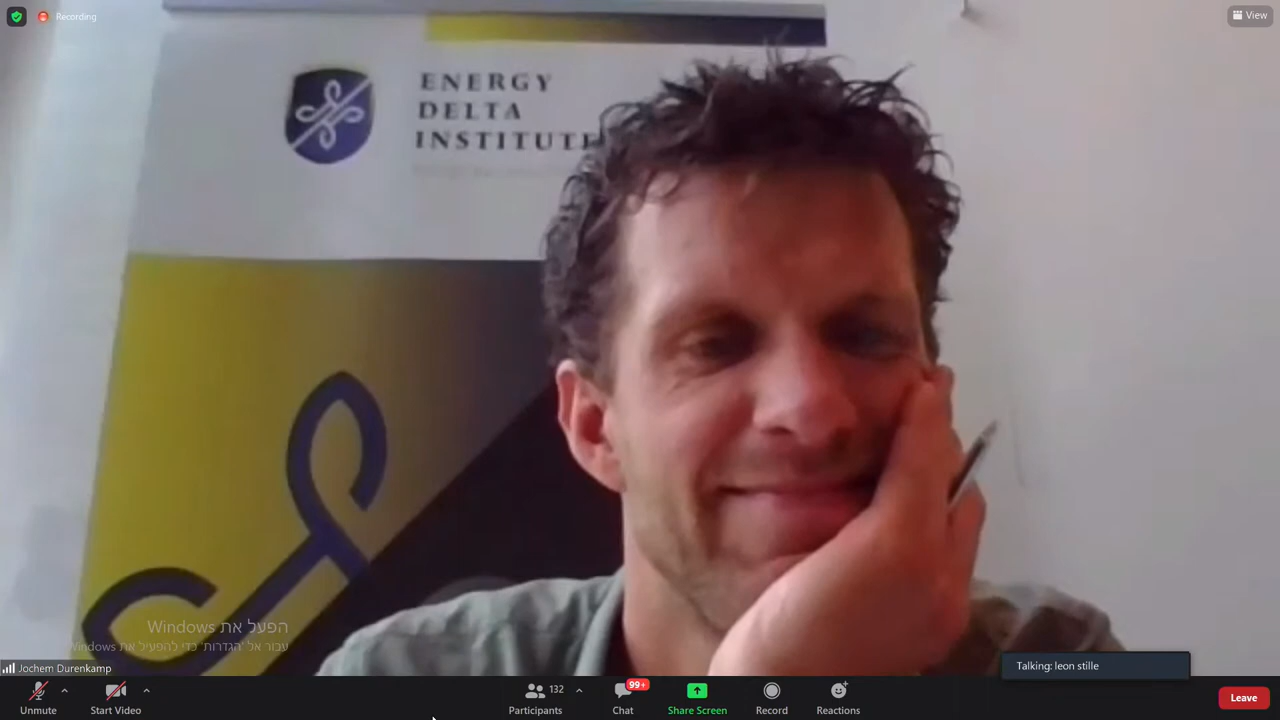 Recording
View
ENERGY
DELTA
INSTITUTE
הפעל את Windows
עבור אל 'הגדרות' כדי להפעיל את Windows
Jochem Durenkamp
Talking: leon stille
Unmute
Start Video
132
Participants
99+
Chat
Share Screen
Record
Reactions
Leave